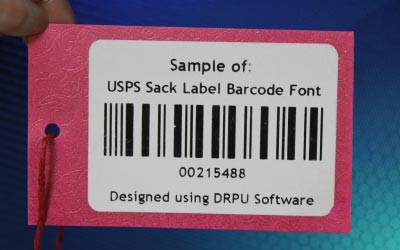 Sample of:
USPS Sack Label Barcode Font
00215488
Designed using DRPU Software